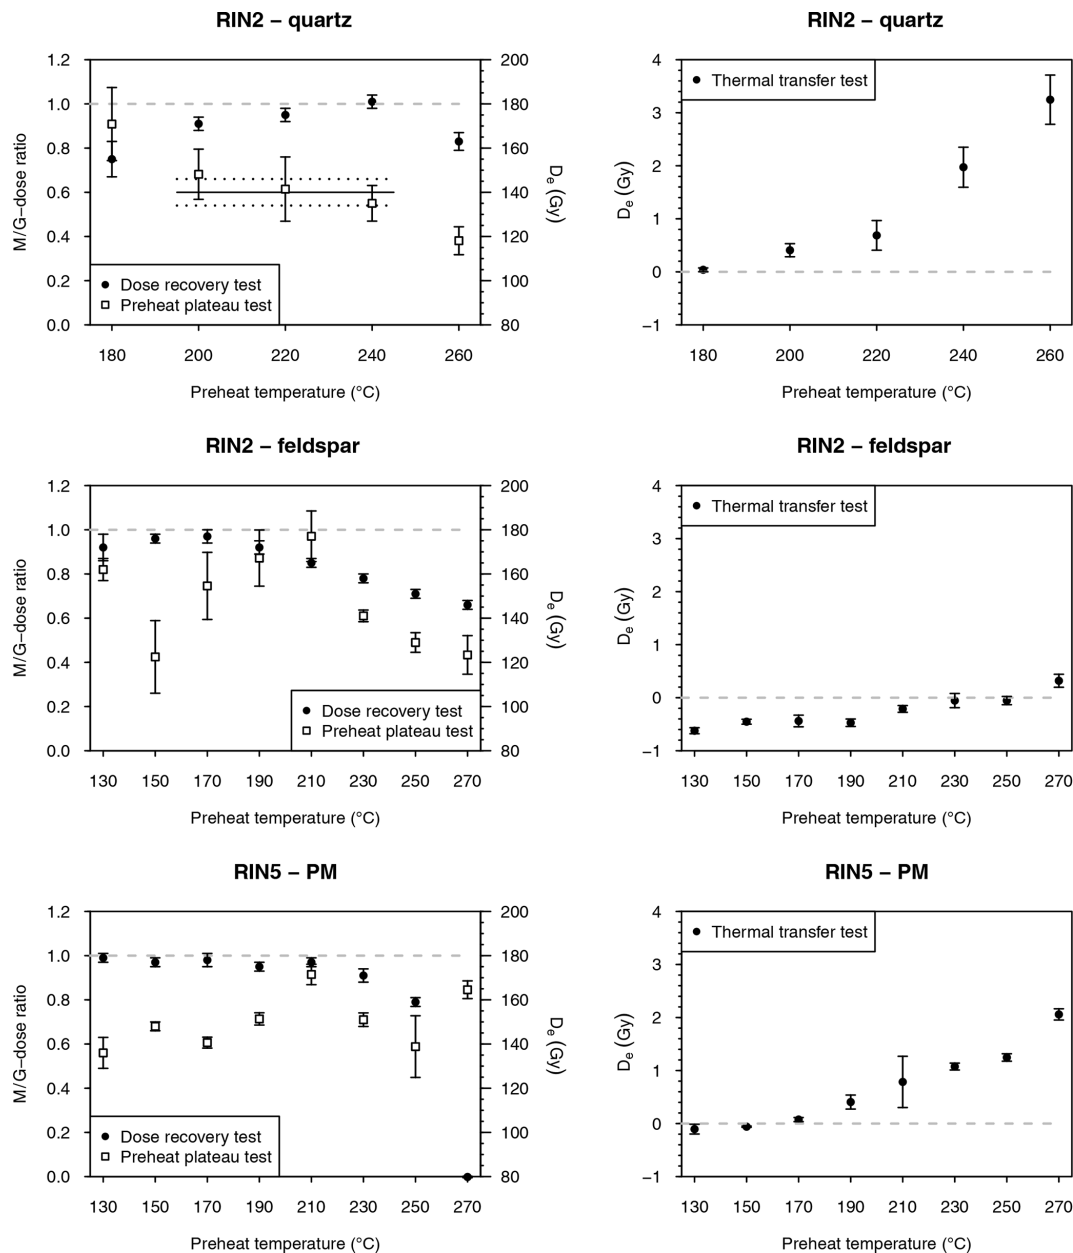 RIN2 – quartz
M/G–dose ratio
1.2
1.0
0.8
0.6
0.4
0.2
0.0
200
180
160
140
120
100
80
De (Gy)
Dose recovery test
Preheat plateau test
180 200 220 240 260
Preheat temperature (°C)
RIN2 – quartz
De (Gy)
4
3
2
1
0
−1
Thermal transfer test
180 200 220 240 260
Preheat temperature (°C)
RIN2 – feldspar
M/G–dose ratio
1.2
1.0
0.8
0.6
0.4
0.2
0.0
200
180
160
140
120
100
80
De (Gy)
Dose recovery test
Preheat plateau test
130 150 170 190 210 230 250 270
Preheat temperature (°C)
RIN2 – feldspar
De (Gy)
4
3
2
1
0
−1
Thermal transfer test
130 150 170 190 210 230 250 270
Preheat temperature (°C)
RIN5 – PM
M/G–dose ratio
1.2
1.0
0.8
0.6
0.4
0.2
0.0
200
180
160
140
120
100
80
De (Gy)
Dose recovery test
Preheat plateau test
130 150 170 190 210 230 250 270
Preheat temperature (°C)
RIN5 – PM
De (Gy)
4
3
2
1
0
−1
Thermal transfer test
130 150 170 190 210 230 250 270
Preheat temperature (°C)